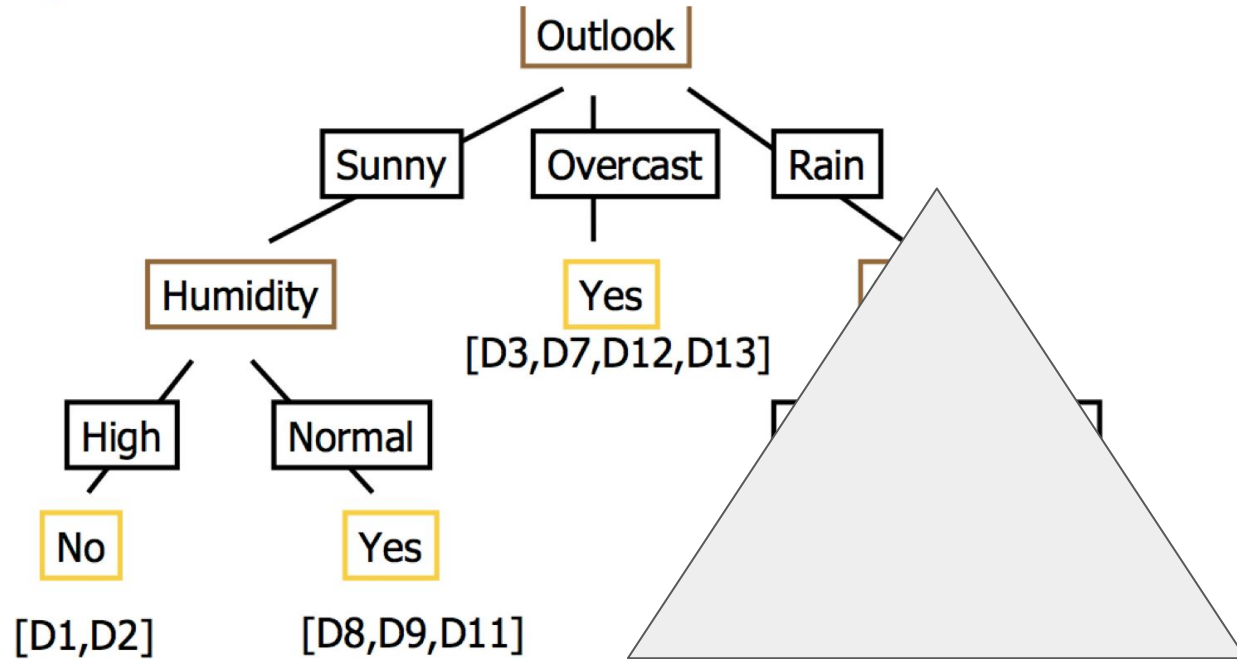 Outlook
Sunny Overcast Rain
Humidity Yes
[D3,D7,D12,D13]
High Normal
No Yes
[D1,D2] [D8,D9,D11]